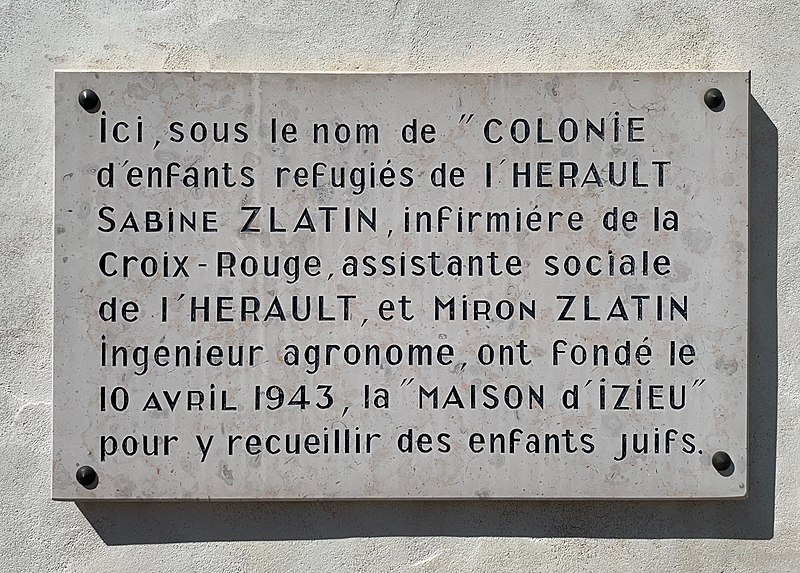 ici, sous le nom de "COLONiE
d'enfants refugiés de l'HERAULT
SABiNE ZLATIN, infirmiére de la
Croix-Rouge, assistante sociale
de l'HERAULT, et MiRON ZLATIN
ingenieur agronome, ont fondé le
10 AVRiL 1943, la "MAISON d'iZiEU"
pour y recueillir des enfants juifs.